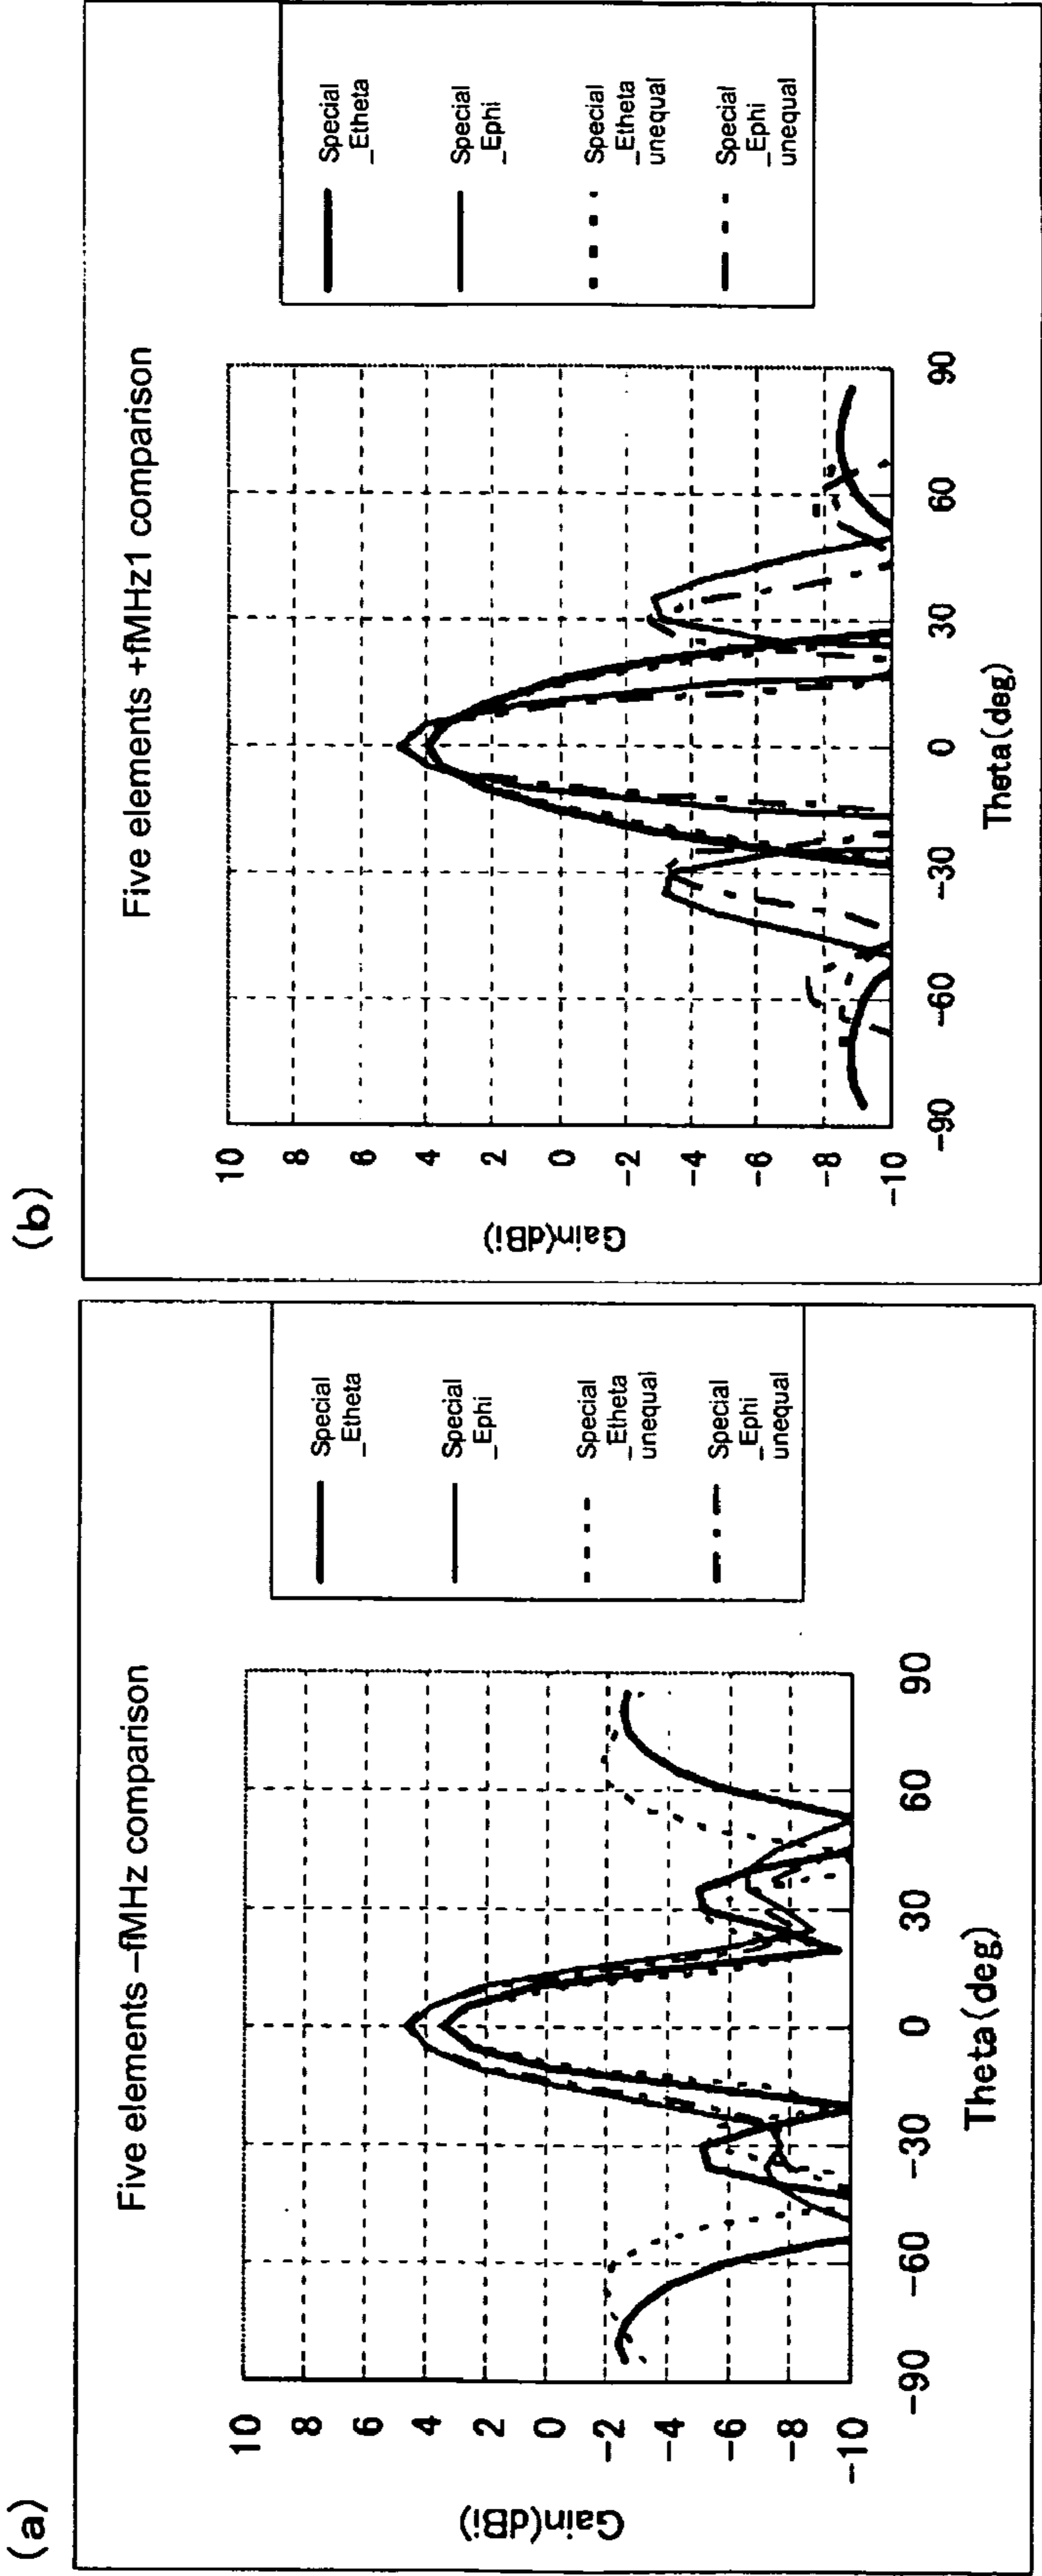 (a)
Five elements −fMHz comparison
Gain(dBi)
10
8
6
4
2
0
−2
−4
−6
−8
−10
−90
−60
−30
0
30
60
90
Theta(deg)
Special
_Etheta
Special
_Ephi
Special
_Etheta
unequal
Special
_Ephi
unequal
(b)
Five elements +fMHz1 comparison
Gain(dBi)
10
8
6
4
2
0
−2
−4
−6
−8
−10
−90
−60
−30
0
30
60
90
Theta(deg)
Special
_Etheta
Special
_Ephi
Special
_Etheta
unequal
Special
_Ephi
unequal